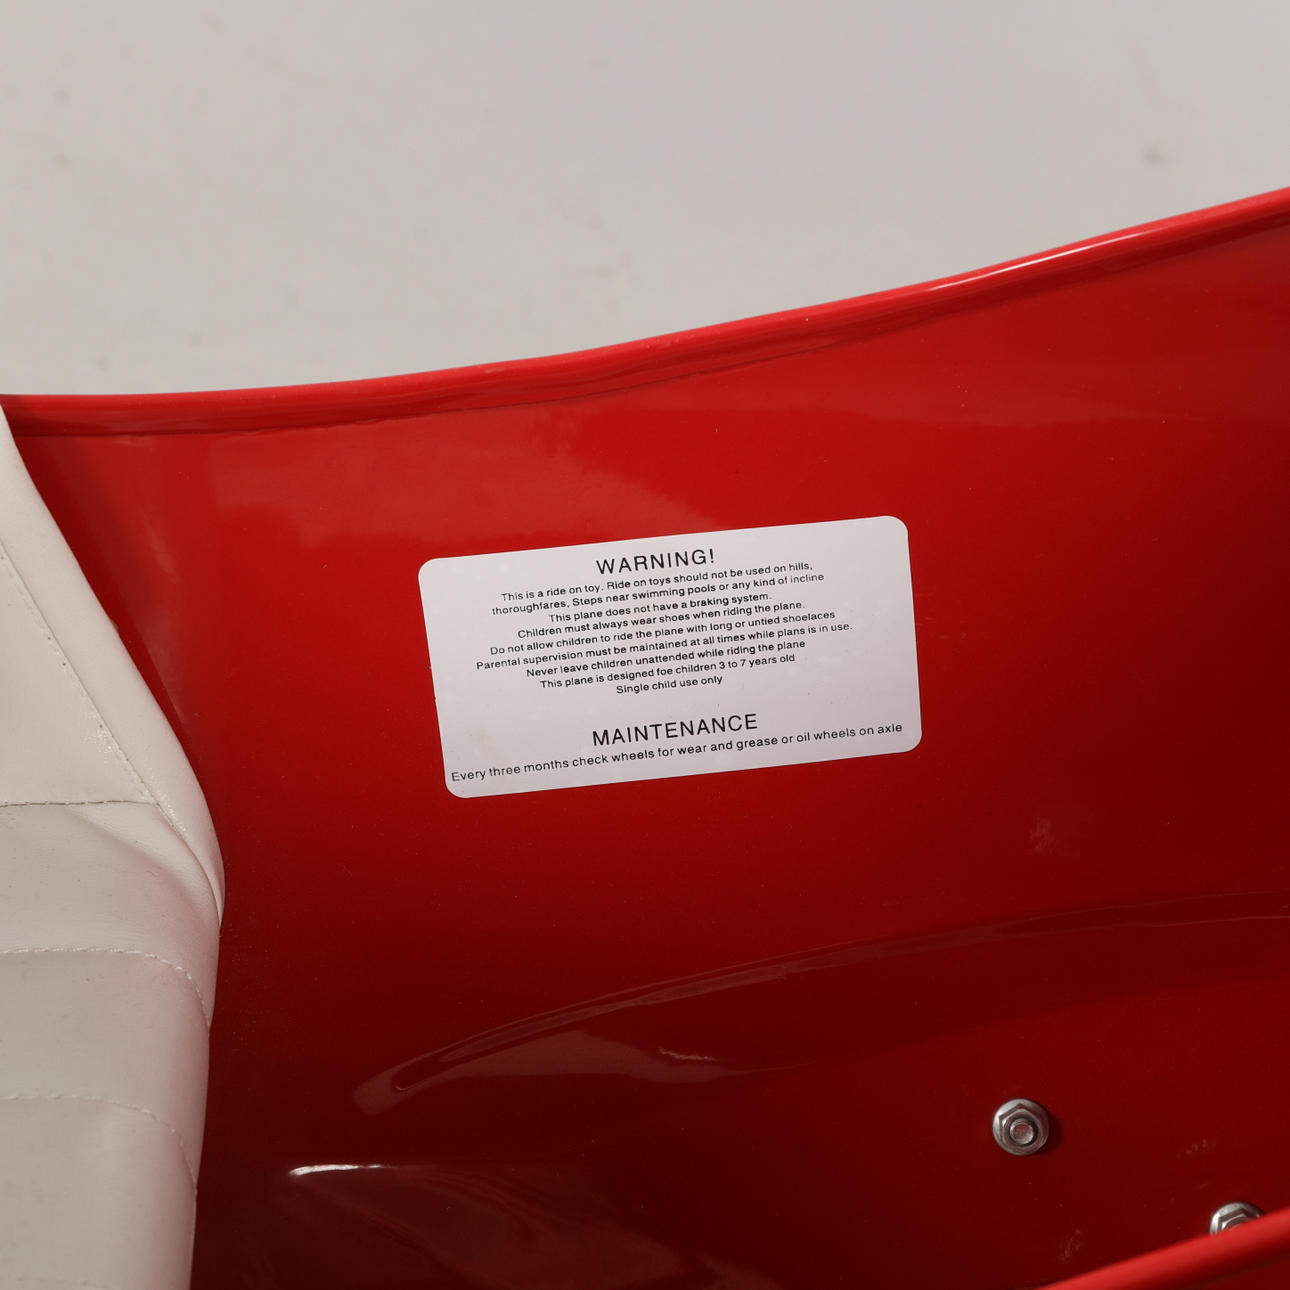 WARNING!
This is a ride on toy. Ride on toys should not be used on hills,
thoroughfares, Steps near swimming pools or any kind of incline
This plane does not have a braking system.
Children must always wear shoes when riding the plane.
Do not allow children to ride the plane with long or untied shoelaces
Parental supervision must be maintained at all times while plans is in use.
Never leave children unattended while riding the plane
This plane is designed foe children 3 to 7 years old
Single child use only
MAINTENANCE
Every three months check wheels for wear and grease or oil wheels on axle